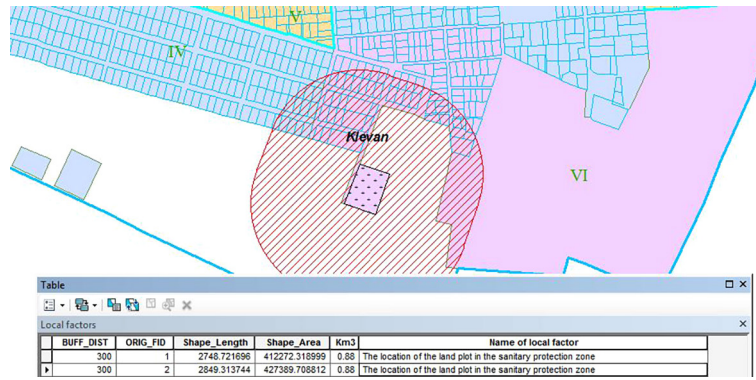 V
IV
Klevan
VI
Table
Local factors
BUFF_DIST ORIG_FID Shape_Length Shape_Area Km3 Name of local factor
300 1 2748.721696 412272.318999 0.88 The location of the land plot in the sanitary protection zone
300 2 2849.313744 427389.708812 0.88 The location of the land plot in the sanitary protection zone